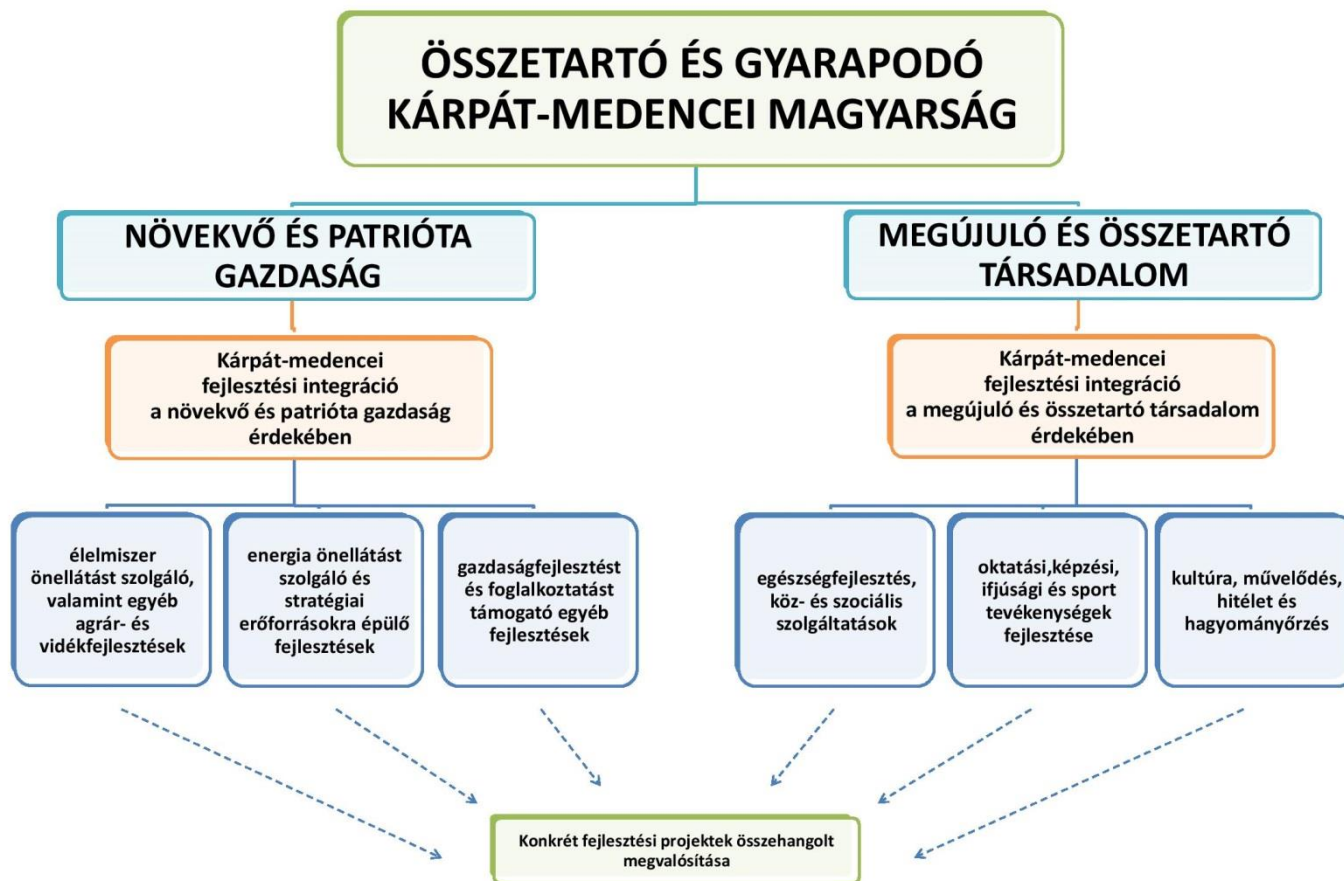 ÖSSZETARTÓ ÉS GYARAPODÓ
KÁRPÁT-MEDENCEI MAGYARSÁG
NÖVEKVŐ ÉS PATRIÓTA
GAZDASÁG
MEGÚJULÓ ÉS ÖSSZETARTÓ
TÁRSADALOM
Kárpát-medencei
fejlesztési integráció
a növekvő és patrióta gazdaság
érdekében
Kárpát-medencei
fejlesztési integráció
a megújuló és összetartó társadalom
érdekében
élelmiszer
önellátást szolgáló,
valamint egyéb
agrár- és
vidékfejlesztések
energia önellátást
szolgáló és
stratégiai
erőforrásokra épülő
fejlesztések
gazdaságfejlesztést
és foglalkoztatást
támogató egyéb
fejlesztések
egészségfejlesztés,
köz- és szociális
szolgáltatások
oktatási,képzési,
ifjúsági és sport
tevékenységek
fejlesztése
kultúra, művelődés,
hitélet és
hagyományőrzés
Konkrét fejlesztési projektek összehangolt
megvalósítása